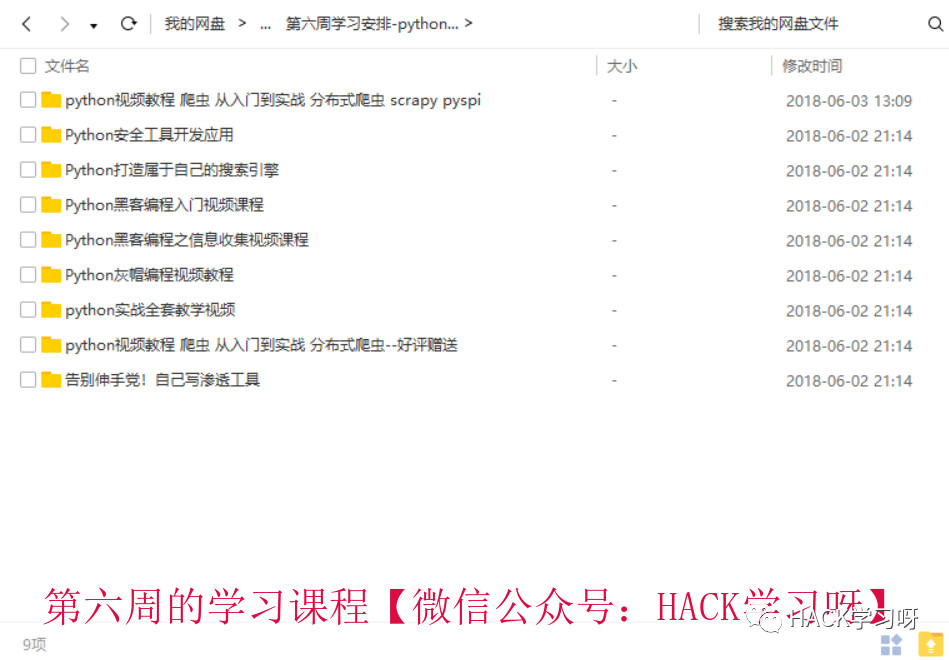 我的网盘 > ... 第六周学习安排-python... > 搜索我的网盘文件
文件名 大小 修改时间
python视频教程 爬虫 从入门到实战 分布式爬虫 scrapy pyspi - 2018-06-03 13:09
Python安全工具开发应用 - 2018-06-02 21:14
Python打造属于自己的搜索引擎 - 2018-06-02 21:14
Python黑客编程入门视频课程 - 2018-06-02 21:14
Python黑客编程之信息收集视频课程 - 2018-06-02 21:14
Python灰帽编程视频教程 - 2018-06-02 21:14
python实战全套教学视频 - 2018-06-02 21:14
python视频教程 爬虫 从入门到实战 分布式爬虫--好评赠送 - 2018-06-02 21:14
告别伸手党！自己写渗透工具 - 2018-06-02 21:14
第六周的学习课程【微信公众号：HACK学习呀】
HACK学习呀
9项